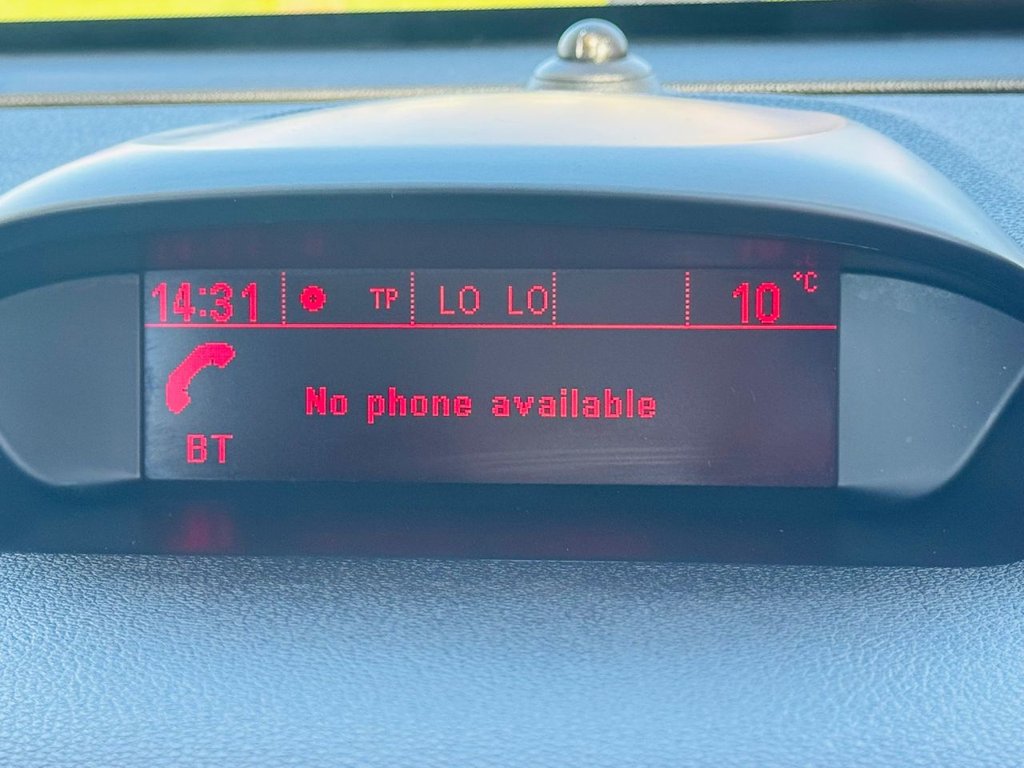 14:31 TP LO LO 10 °C
No phone available
BT